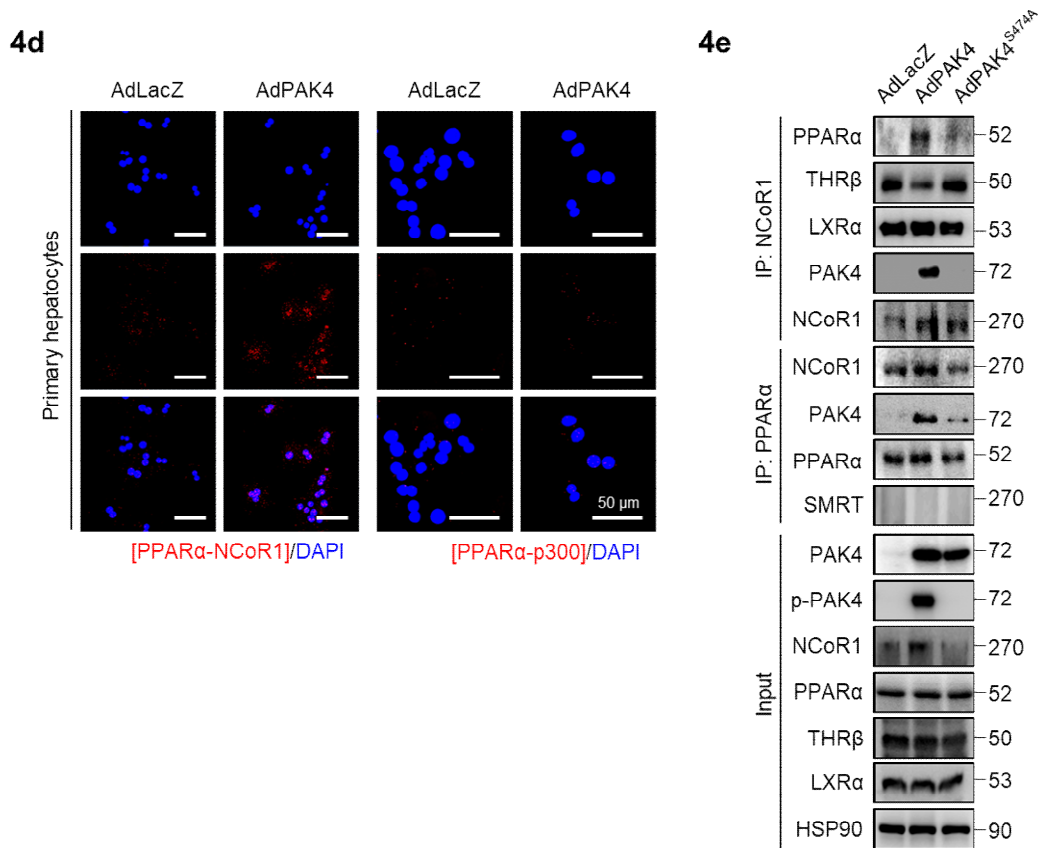 4d
AdLacZ AdPAK4 AdLacZ AdPAK4
Primary hepatocytes
50 µm
[PPARα-NCoR1]/DAPI [PPARα-p300]/DAPI
4e
AdLacZ AdPAK4 AdPAK4S474A
IP: NCoR1
PPARα 52
THRβ 50
LXRα 53
PAK4 72
NCoR1 270
IP: PPARα
NCoR1 270
PAK4 72
PPARα 52
SMRT 270
Input
PAK4 72
p-PAK4 72
NCoR1 270
PPARα 52
THRβ 50
LXRα 53
HSP90 90